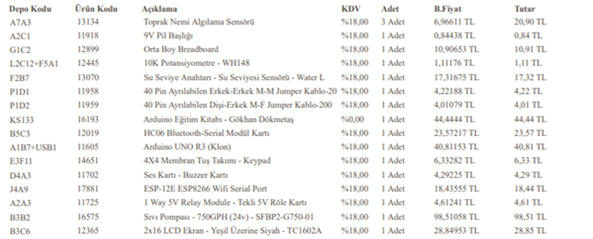 Depo Kodu Ürün Kodu Açıklama KDV Adet B.Fiyat Tutar
A7A3 13134 Toprak Nemi Algılama Sensörü %18,00 3 Adet 6,96611 TL 20,90 TL
A2C1 11918 9V Pil Başlığı %18,00 1 Adet 0,84438 TL 0,84 TL
G1C2 12899 Orta Boy Breadboard %18,00 1 Adet 10,90653 TL 10,91 TL
L2C12+F5A1 12445 10K Potansiyometre - WH148 %18,00 1 Adet 1,11176 TL 1,11 TL
F2B7 13070 Su Seviye Anahtarı - Su Seviyesi Sensörü - Water L %18,00 1 Adet 17,31675 TL 17,32 TL
P1D1 11958 40 Pin Ayrılabilen Erkek-Erkek M-M Jumper Kablo-20 %18,00 1 Adet 4,22188 TL 4,22 TL
P1D2 11959 40 Pin Ayrılabilen Dişi-Erkek M-F Jumper Kablo-200 %18,00 1 Adet 4,01079 TL 4,01 TL
KS133 16193 Arduino Eğitim Kitabı - Gökhan Dökmetaş %0,00 1 Adet 44,4444 TL 44,44 TL
B5C3 12019 HC06 Bluetooth-Serial Modül Kartı %18,00 1 Adet 23,57217 TL 23,57 TL
A1B7+USB1 11605 Arduino UNO R3 (Klon) %18,00 1 Adet 40,81153 TL 40,81 TL
E3F11 14651 4X4 Membran Tuş Takımı - Keypad %18,00 1 Adet 6,33282 TL 6,33 TL
D4A3 11702 Ses Kartı - Buzzer Kartı %18,00 1 Adet 4,29225 TL 4,29 TL
J4A9 17881 ESP-12E ESP8266 Wifi Serial Port %18,00 1 Adet 18,43555 TL 18,44 TL
A2A3 11725 1 Way 5V Relay Module - Tekli 5V Röle Kartı %18,00 1 Adet 4,61241 TL 4,61 TL
B3B2 16575 Sıvı Pompası - 750GPH (24v) - SFBP2-G750-01 %18,00 1 Adet 98,51058 TL 98,51 TL
B3C6 12365 2x16 LCD Ekran - Yeşil Üzerine Siyah - TC1602A %18,00 1 Adet 28,84953 TL 28,85 TL